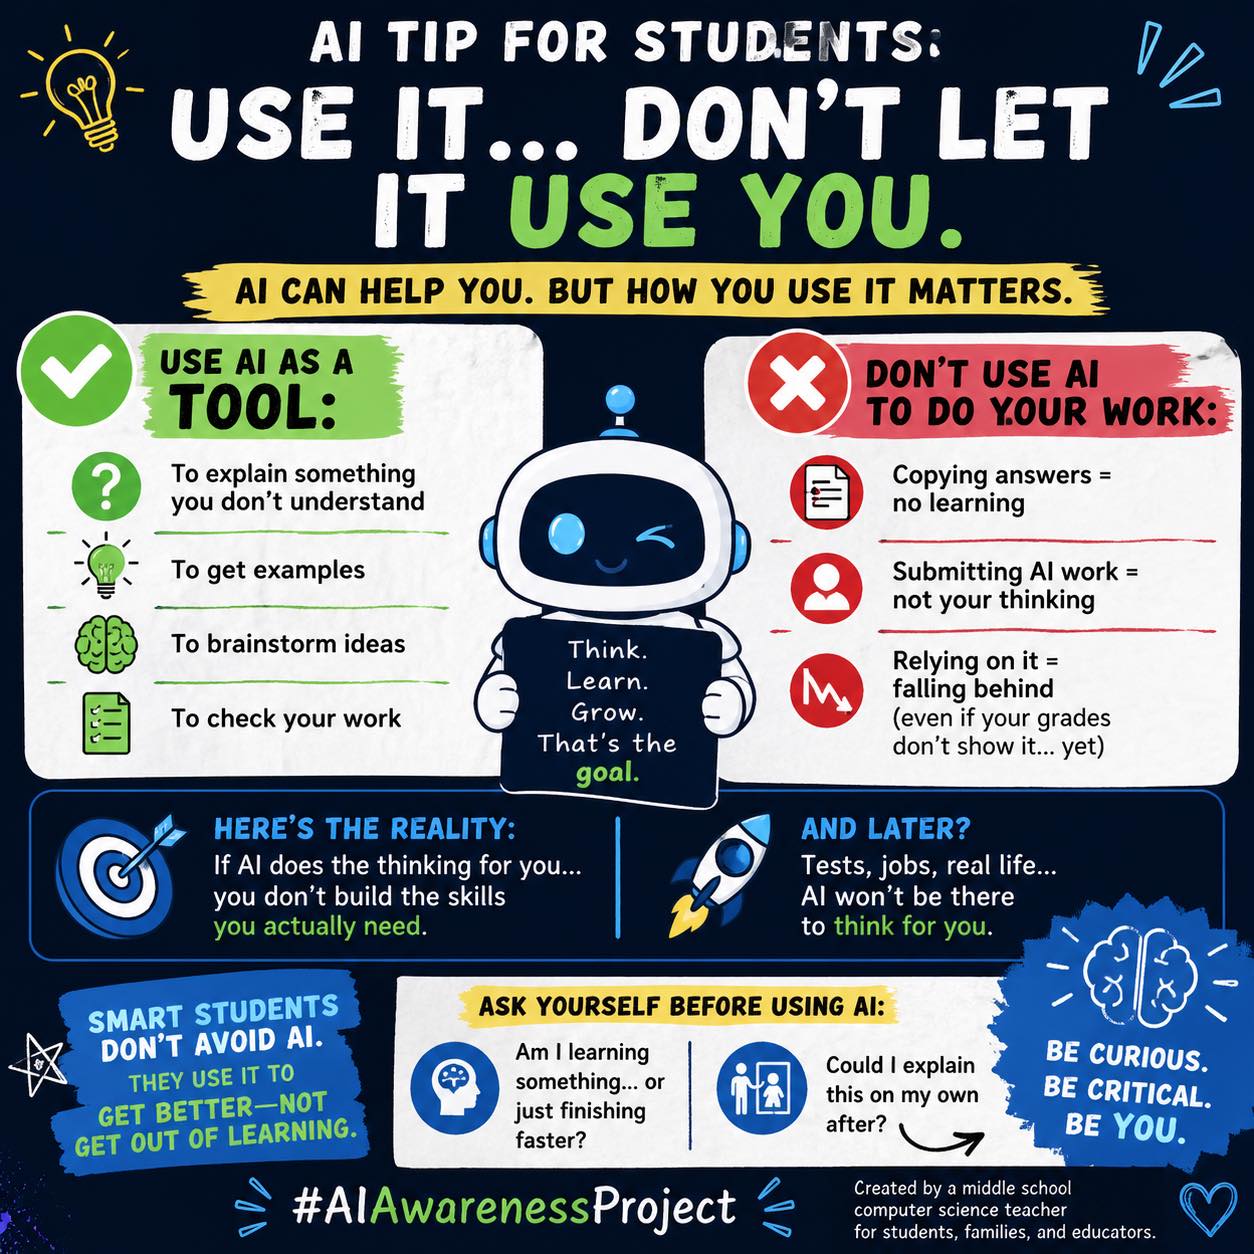 AI TIP FOR STUDENTS:
USE IT... DON'T LET
IT USE YOU.
AI CAN HELP YOU. BUT HOW YOU USE IT MATTERS.
USE AI AS A
TOOL:
To explain something
you don't understand
To get examples
To brainstorm ideas
To check your work
Think.
Learn.
Grow.
That's the
goal.
DON'T USE AI
TO DO YOUR WORK:
Copying answers =
no learning
Submitting AI work =
not your thinking
Relying on it =
falling behind
(even if your grades
don't show it... yet)
HERE'S THE REALITY:
If AI does the thinking for you...
you don't build the skills
you actually need.
AND LATER?
Tests, jobs, real life...
AI won't be there
to think for you.
SMART STUDENTS
DON'T AVOID AI.
THEY USE IT TO
GET BETTER—NOT
GET OUT OF LEARNING.
ASK YOURSELF BEFORE USING AI:
Am I learning
something... or
just finishing
faster?
Could I explain
this on my own
after?
BE CURIOUS.
BE CRITICAL.
BE YOU.
#AIAwarenessProject
Created by a middle school
computer science teacher
for students, families, and educators.